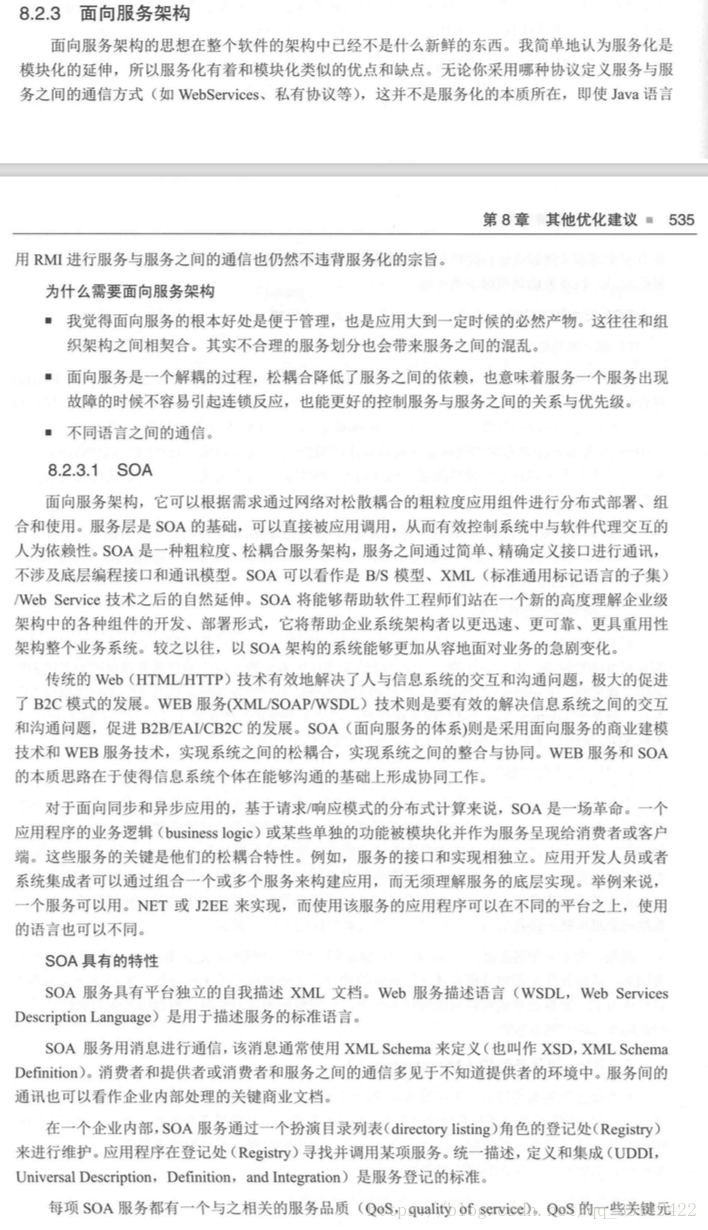 8.2.3 面向服务架构
面向服务架构的思想在整个软件的架构中已经不是什么新鲜的东西。我简单地认为服务化是
模块化的延伸，所以服务化有着和模块化类似的优点和缺点。无论你采用哪种协议定义服务与服
务之间的通信方式（如 WebServices、私有协议等），这并不是服务化的本质所在，即使 Java 语言
第 8 章 其他优化建议 ■ 535
用 RMI 进行服务与服务之间的通信也仍然不违背服务化的宗旨。
为什么需要面向服务架构
■ 我觉得面向服务的根本好处是便于管理，也是应用大到一定时候的必然产物。这往往和组
织架构之间相契合。其实不合理的服务划分也会带来服务之间的混乱。
■ 面向服务是一个解耦的过程，松耦合降低了服务之间的依赖，也意味着服务一个服务出现
故障的时候不容易引起连锁反应，也能更好的控制服务与服务之间的关系与优先级。
■ 不同语言之间的通信。
8.2.3.1 SOA
面向服务架构，它可以根据需求通过网络对松散耦合的粗粒度应用组件进行分布式部署、组
合和使用。服务层是 SOA 的基础，可以直接被应用调用，从而有效控制系统中与软件代理交互的
人为依赖性。SOA 是一种粗粒度、松耦合服务架构，服务之间通过简单、精确定义接口进行通讯，
不涉及底层编程接口和通讯模型。SOA 可以看作是 B/S 模型、XML（标准通用标记语言的子集）
/Web Service 技术之后的自然延伸。SOA 将能够帮助软件工程师们站在一个新的高度理解企业级
架构中的各种组件的开发、部署形式，它将帮助企业系统架构者以更迅速、更可靠、更具重用性
架构整个业务系统。较之以往，以 SOA 架构的系统能够更加从容地面对业务的急剧变化。
传统的 Web（HTML/HTTP）技术有效地解决了人与信息系统的交互和沟通问题，极大的促进
了 B2C 模式的发展。WEB 服务(XML/SOAP/WSDL）技术则是要有效的解决信息系统之间的交互
和沟通问题，促进 B2B/EAI/CB2C 的发展。SOA（面向服务的体系)则是采用面向服务的商业建模
技术和 WEB 服务技术，实现系统之间的松耦合，实现系统之间的整合与协同。WEB 服务和 SOA
的本质思路在于使得信息系统个体在能够沟通的基础上形成协同工作。
对于面向同步和异步应用的，基于请求/响应模式的分布式计算来说，SOA 是一场革命。一个
应用程序的业务逻辑（business logic）或某些单独的功能被模块化并作为服务呈现给消费者或客户
端。这些服务的关键是他们的松耦合特性。例如，服务的接口和实现相独立。应用开发人员或者
系统集成者可以通过组合一个或多个服务来构建应用，而无须理解服务的底层实现。举例来说，
一个服务可以用。NET 或 J2EE 来实现，而使用该服务的应用程序可以在不同的平台之上，使用
的语言也可以不同。
SOA 具有的特性
SOA 服务具有平台独立的自我描述 XML 文档。Web 服务描述语言（WSDL，Web Services
Description Language）是用于描述服务的标准语言。
SOA 服务用消息进行通信，该消息通常使用 XML Schema 来定义（也叫作 XSD，XML Schema
Definition）。消费者和提供者或消费者和服务之间的通信多见于不知道提供者的环境中。服务间的
通讯也可以看作企业内部处理的关键商业文档。
在一个企业内部，SOA 服务通过一个扮演目录列表（directory listing）角色的登记处（Registry）
来进行维护。应用程序在登记处（Registry）寻找并调用某项服务。统一描述，定义和集成（UDDI，
Universal Description，Definition，and Integration）是服务登记的标准。
每项 SOA 服务都有一个与之相关的服务品质（QoS，quality of service）。QoS 的一些关键元